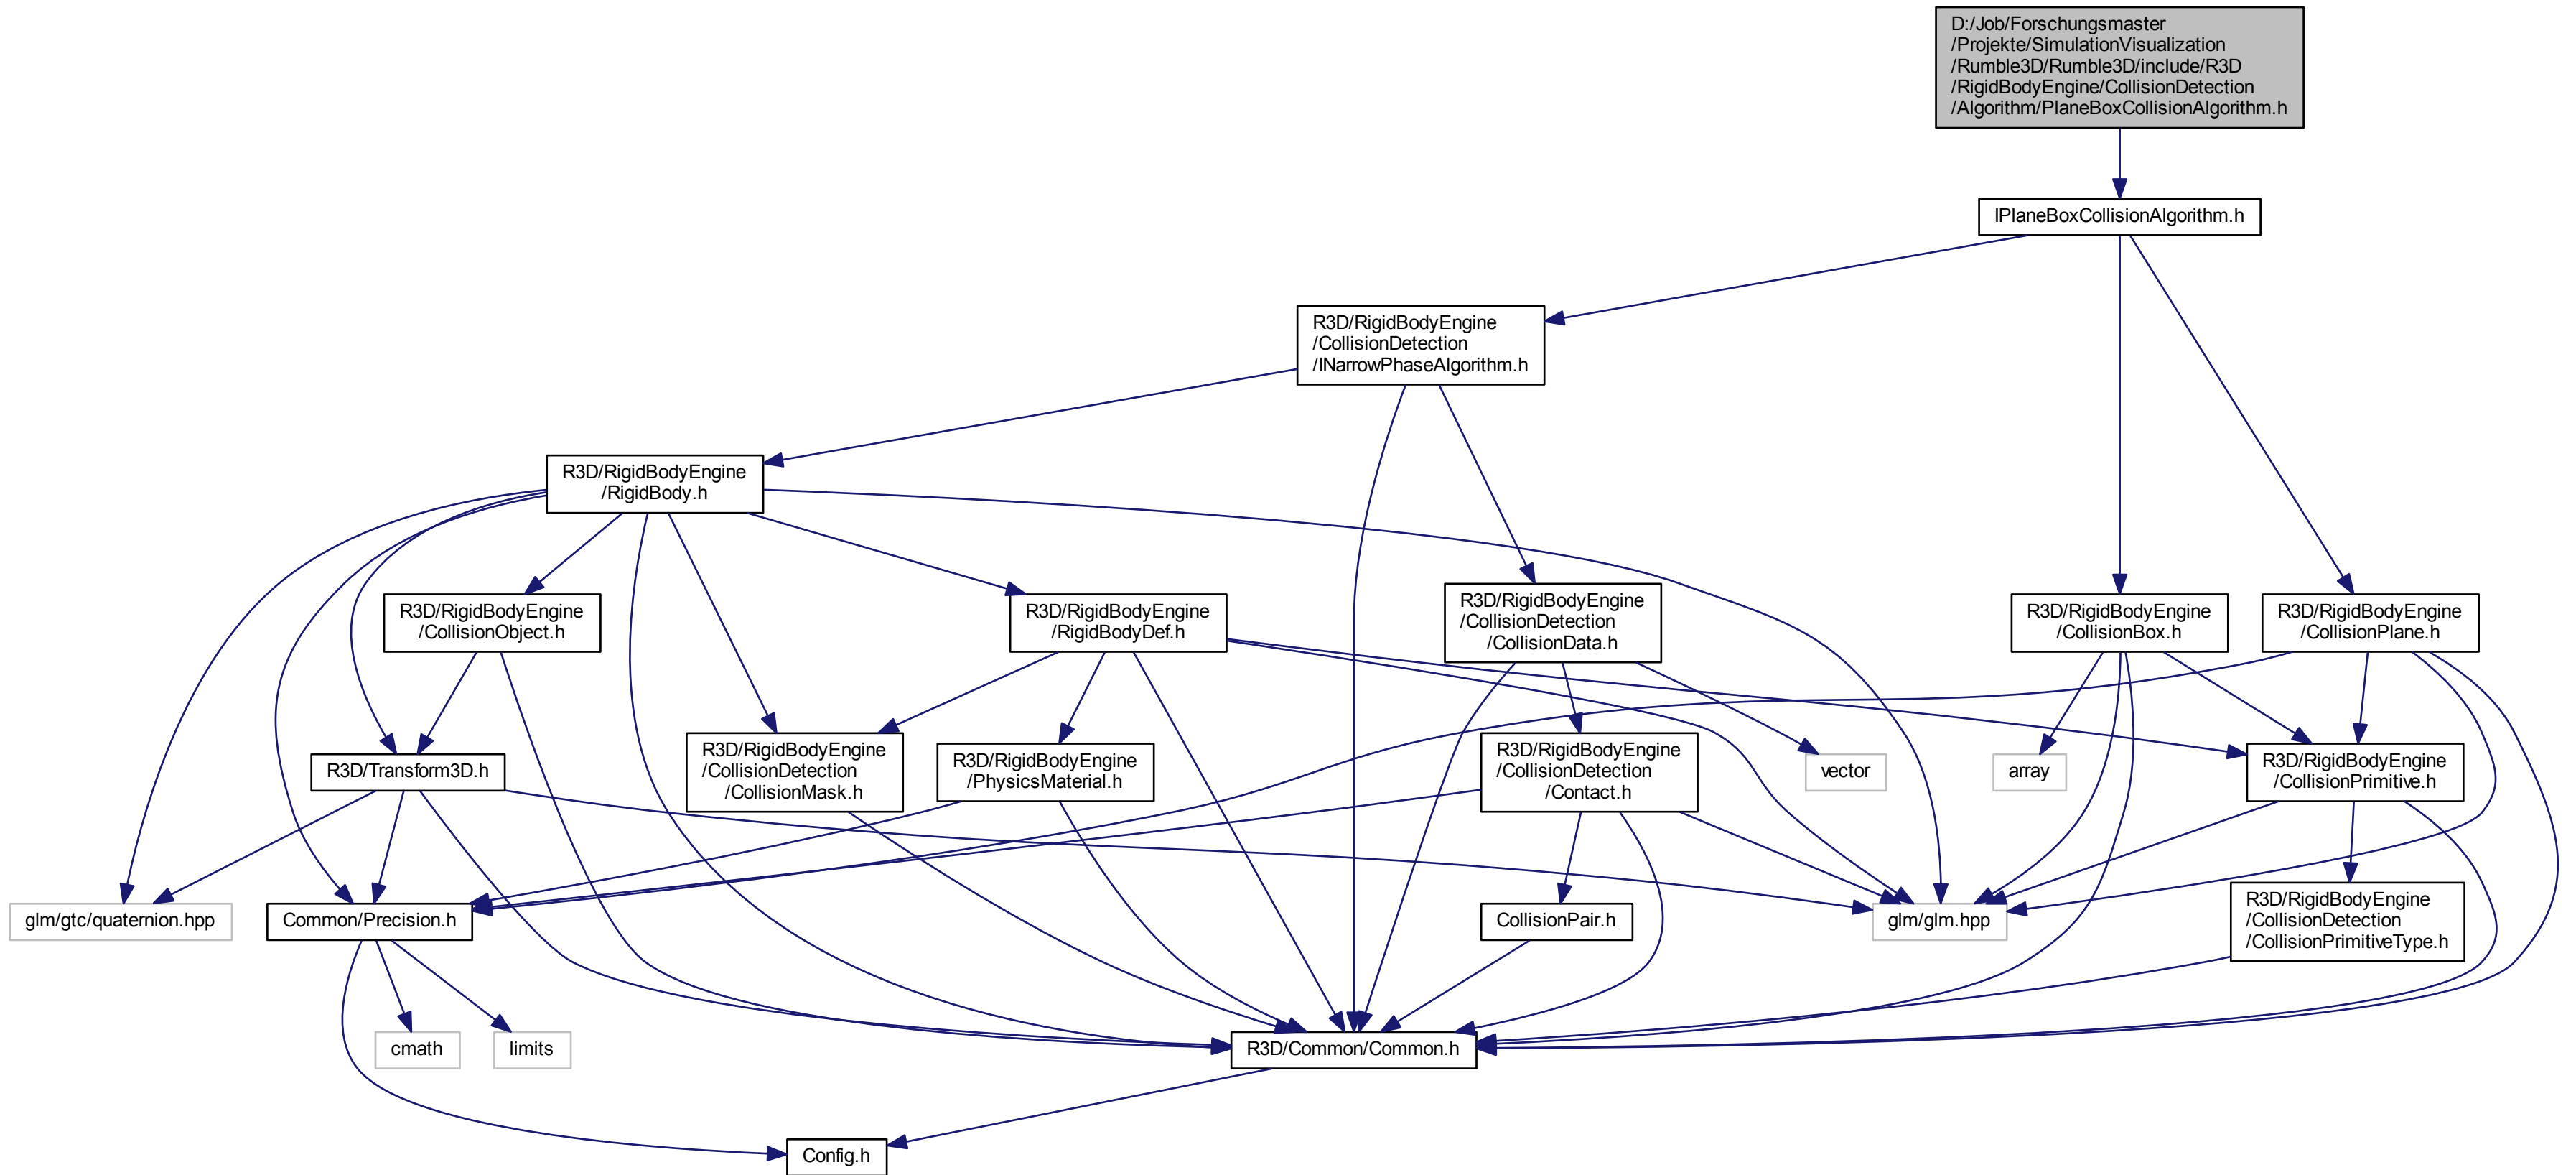 D:/Job/Forschungsmaster
/Projekte/SimulationVisualization
/Rumble3D/Rumble3D/include/R3D
/RigidBodyEngine/CollisionDetection
/Algorithm/PlaneBoxCollisionAlgorithm.h
IPlaneBoxCollisionAlgorithm.h
R3D/RigidBodyEngine
/CollisionDetection
/INarrowPhaseAlgorithm.h
R3D/RigidBodyEngine
/RigidBody.h
R3D/RigidBodyEngine
/CollisionObject.h
R3D/RigidBodyEngine
/RigidBodyDef.h
R3D/RigidBodyEngine
/CollisionDetection
/CollisionData.h
R3D/RigidBodyEngine
/CollisionBox.h
R3D/RigidBodyEngine
/CollisionPlane.h
R3D/Transform3D.h
R3D/RigidBodyEngine
/CollisionDetection
/CollisionMask.h
R3D/RigidBodyEngine
/PhysicsMaterial.h
R3D/RigidBodyEngine
/CollisionDetection
/Contact.h
vector
array
R3D/RigidBodyEngine
/CollisionPrimitive.h
glm/gtc/quaternion.hpp
Common/Precision.h
CollisionPair.h
glm/glm.hpp
R3D/RigidBodyEngine
/CollisionDetection
/CollisionPrimitiveType.h
cmath
limits
R3D/Common/Common.h
Config.h